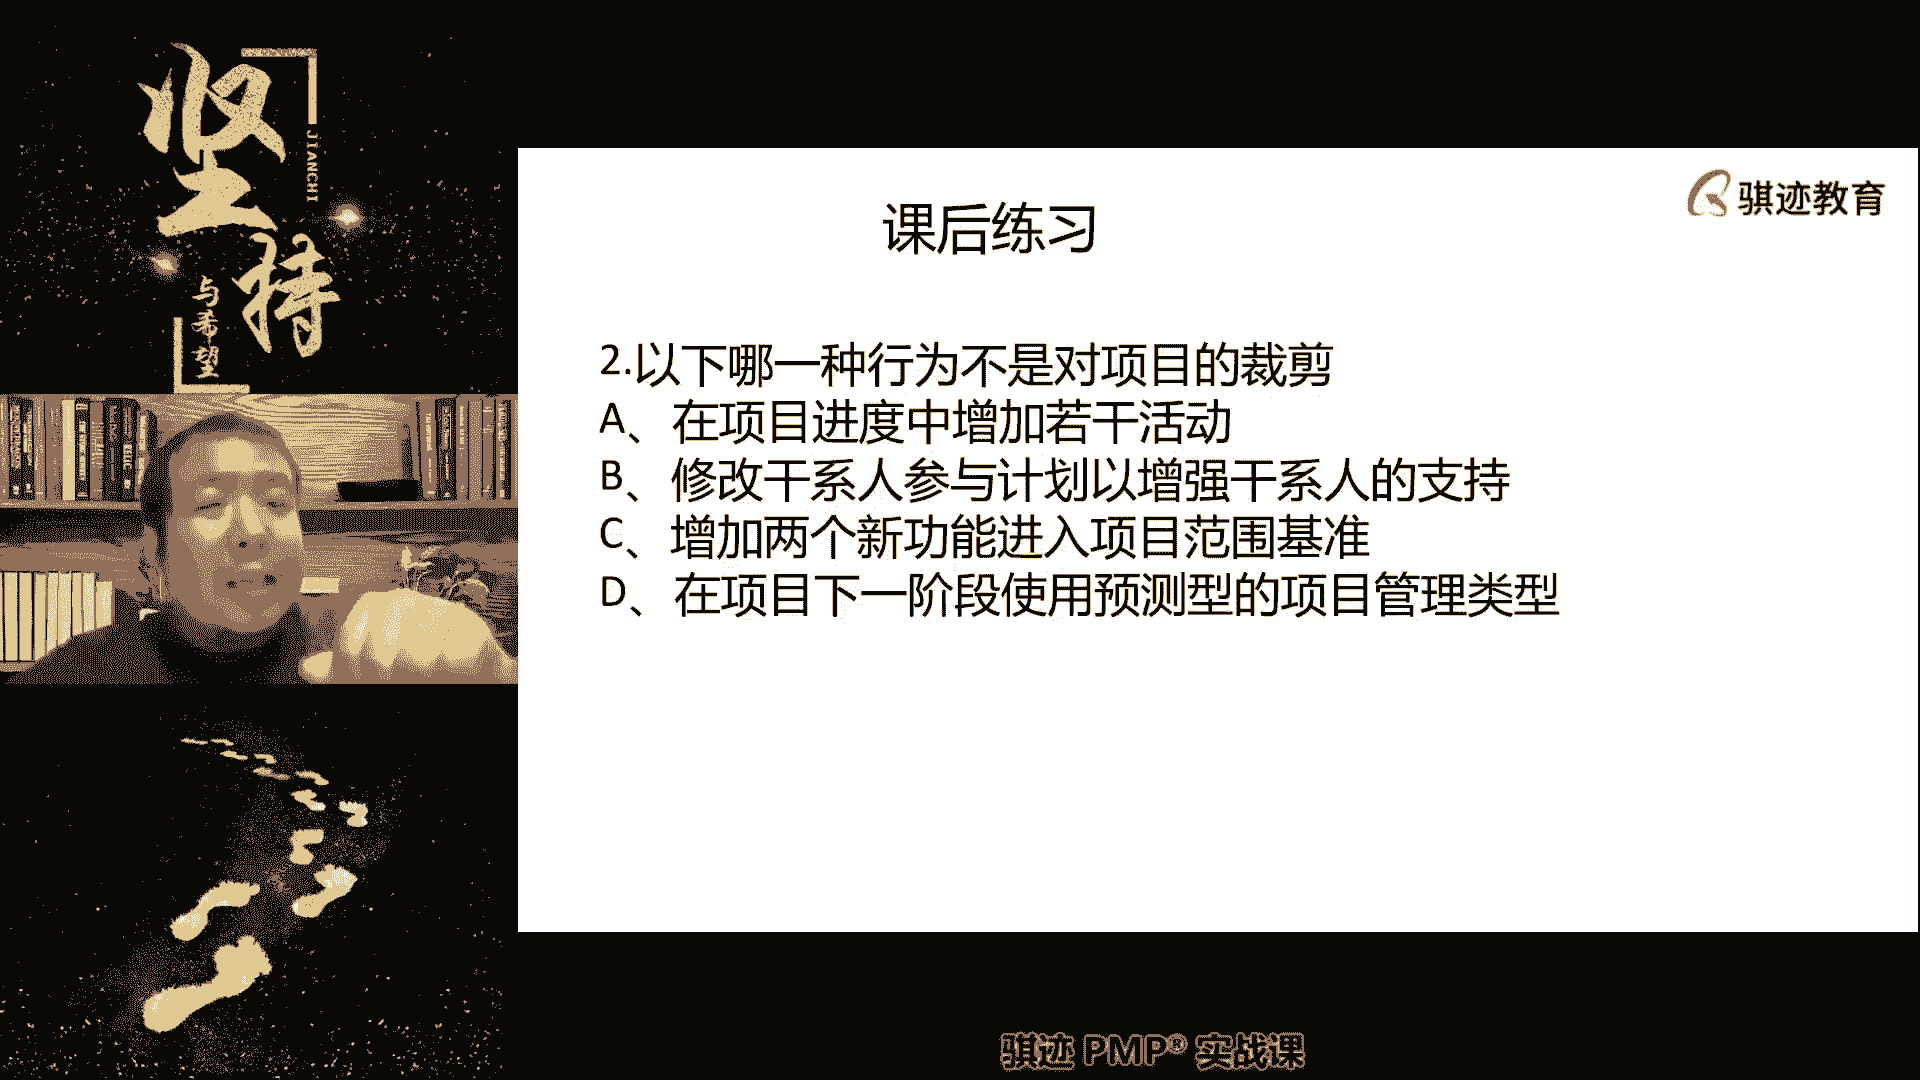 坚持
JIANCHI
与希望
骐迹教育
课后练习
2.以下哪一种行为不是对项目的裁剪
A、在项目进度中增加若干活动
B、修改干系人参与计划以增强干系人的支持
C、增加两个新功能进入项目范围基准
D、在项目下一阶段使用预测型的项目管理类型
骐迹 PMP® 实战课